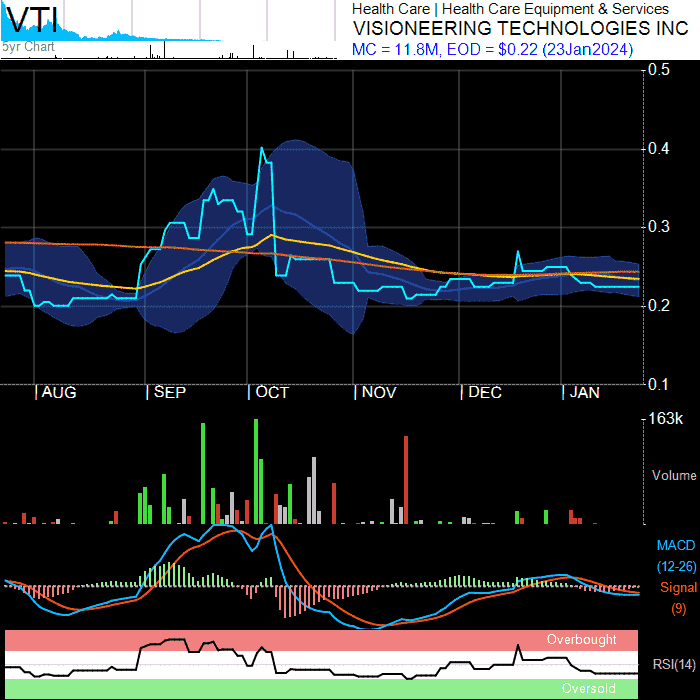 VTI
Health Care | Health Care Equipment & Services
VISIONEERING TECHNOLOGIES INC
5yr Chart
MC = 11.8M, EOD = $0.22 (23Jan2024)
0.5
0.4
0.3
0.2
0.1
| AUG | SEP | OCT | NOV | DEC | JAN
163k
Volume
MACD
(12-26)
Signal
(9)
Overbought
RSI(14)
Oversold